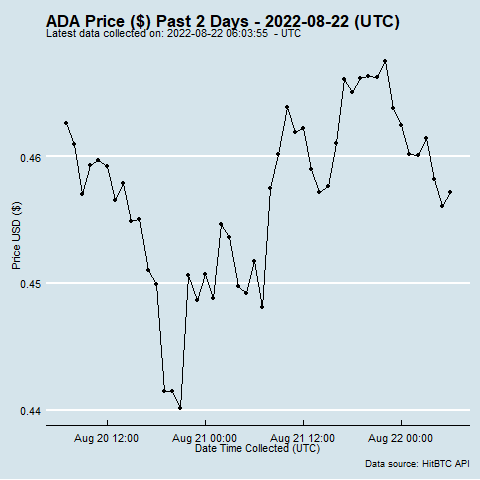 ADA Price ($) Past 2 Days - 2022-08-22 (UTC)
Latest data collected on: 2022-08-22 06:03:55 - UTC
0.46
0.45
0.44
Price USD ($)
Aug 20 12:00 Aug 21 00:00 Aug 21 12:00 Aug 22 00:00
Date Time Collected (UTC)
Data source: HitBTC API